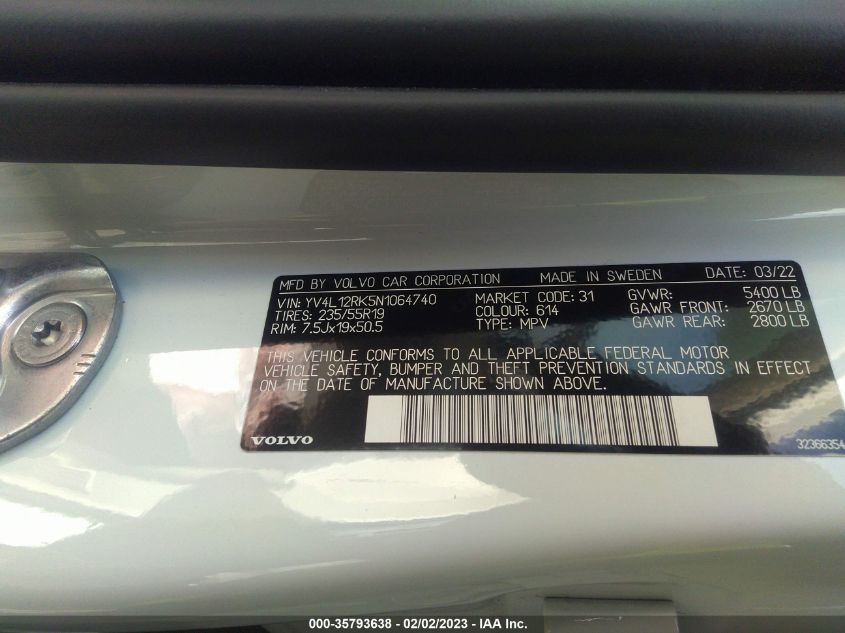 MFD BY VOLVO CAR CORPORATION MADE IN SWEDEN DATE: 03/22
VIN: YV4L12RK5N1064740 MARKET CODE: 31 GVWR: 5400 LB
TIRES: 235/55R19 COLOUR: 614 GAWR FRONT: 2670 LB
RIM: 7.5Jx19x50.5 TYPE: MPV GAWR REAR: 2800 LB
THIS VEHICLE CONFORMS TO ALL APPLICABLE FEDERAL MOTOR
VEHICLE SAFETY, BUMPER AND THEFT PREVENTION STANDARDS IN EFFECT
ON THE DATE OF MANUFACTURE SHOWN ABOVE.
VOLVO 32366354
000-35793638 - 02/02/2023 - IAA Inc.